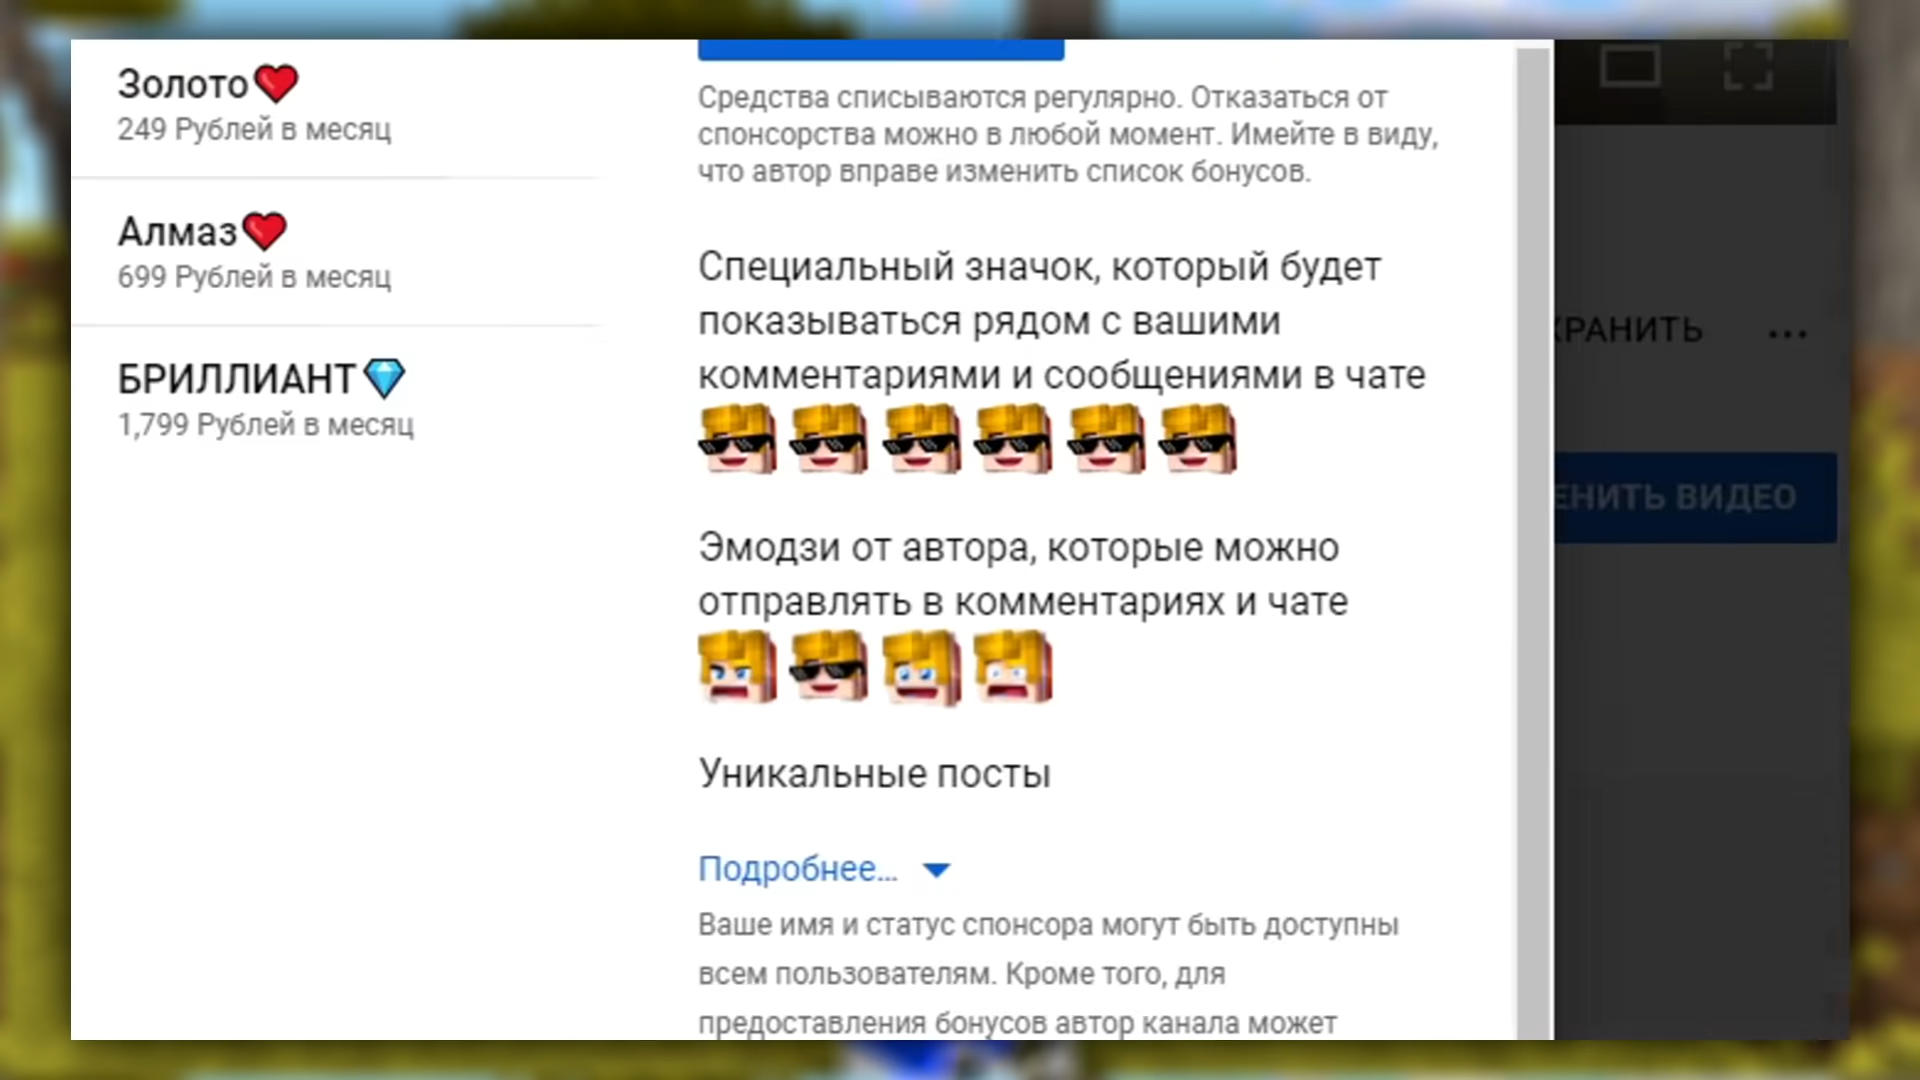 Золото❤️
249 Рублей в месяц
Алмаз❤️
699 Рублей в месяц
БРИЛЛИАНТ💎
1,799 Рублей в месяц
Средства списываются регулярно. Отказаться от
спонсорства можно в любой момент. Имейте в виду,
что автор вправе изменить список бонусов.
Специальный значок, который будет
показываться рядом с вашими
комментариями и сообщениями в чате
Эмодзи от автора, которые можно
отправлять в комментариях и чате
Уникальные посты
Подробнее...
Ваше имя и статус спонсора могут быть доступны
всем пользователям. Кроме того, для
предоставления бонусов автор канала может
ХРАНИТЬ
ЕНИТЬ ВИДЕО